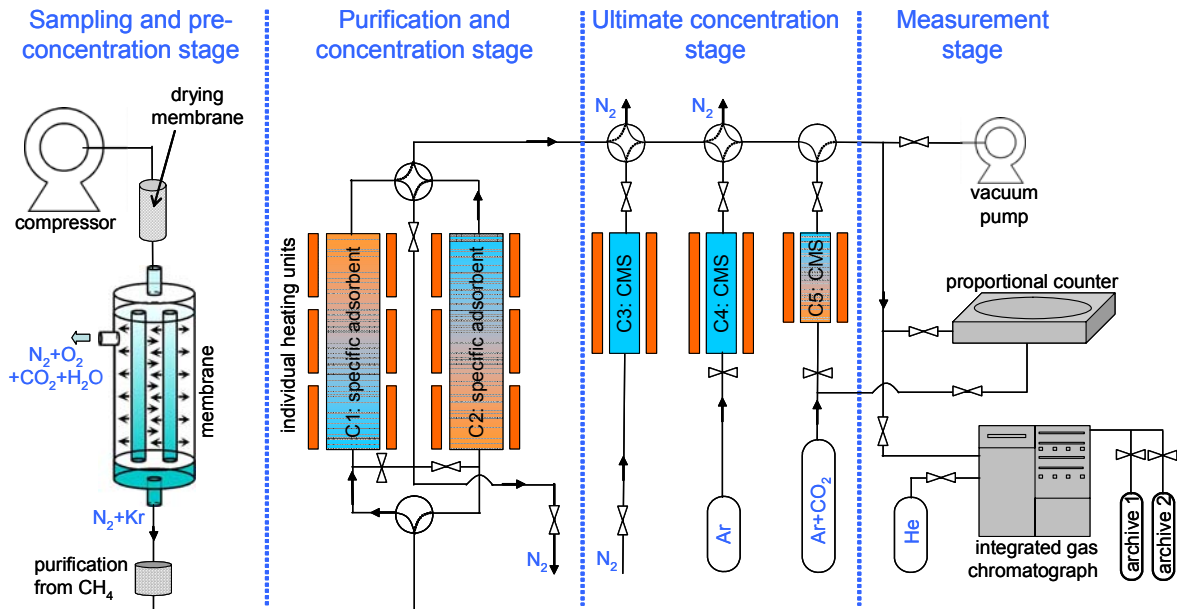 Sampling and pre-
concentration stage
drying
membrane
compressor
N₂+O₂
+CO₂+H₂O
membrane
N₂+Kr
purification
from CH₄
Purification and
concentration stage
individual heating units
C1: specific adsorbent
C2: specific adsorbent
N₂
Ultimate concentration
stage
N₂
N₂
C3: CMS
C4: CMS
C5: CMS
N₂
Ar
Ar+CO₂
Measurement
stage
vacuum
pump
proportional counter
He
integrated gas
chromatograph
archive 1
archive 2